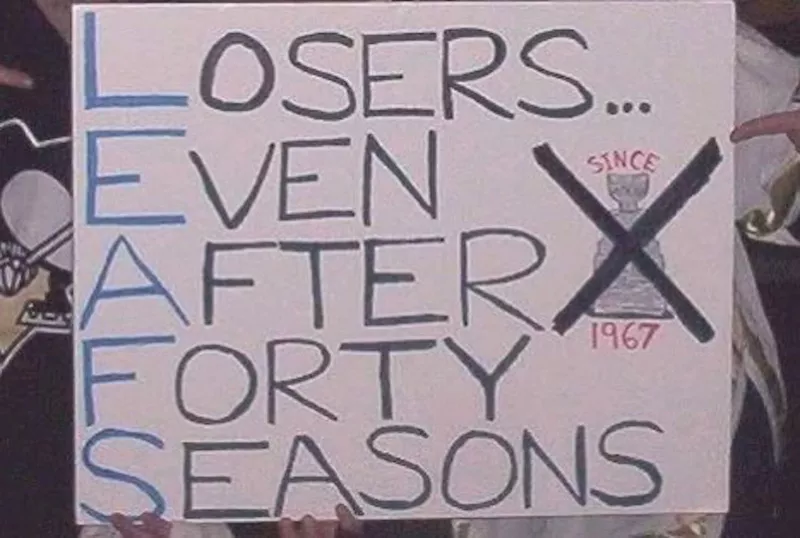 LOSERS...
EVEN
SINCE
AFTER
1967
FORTY
SEASONS